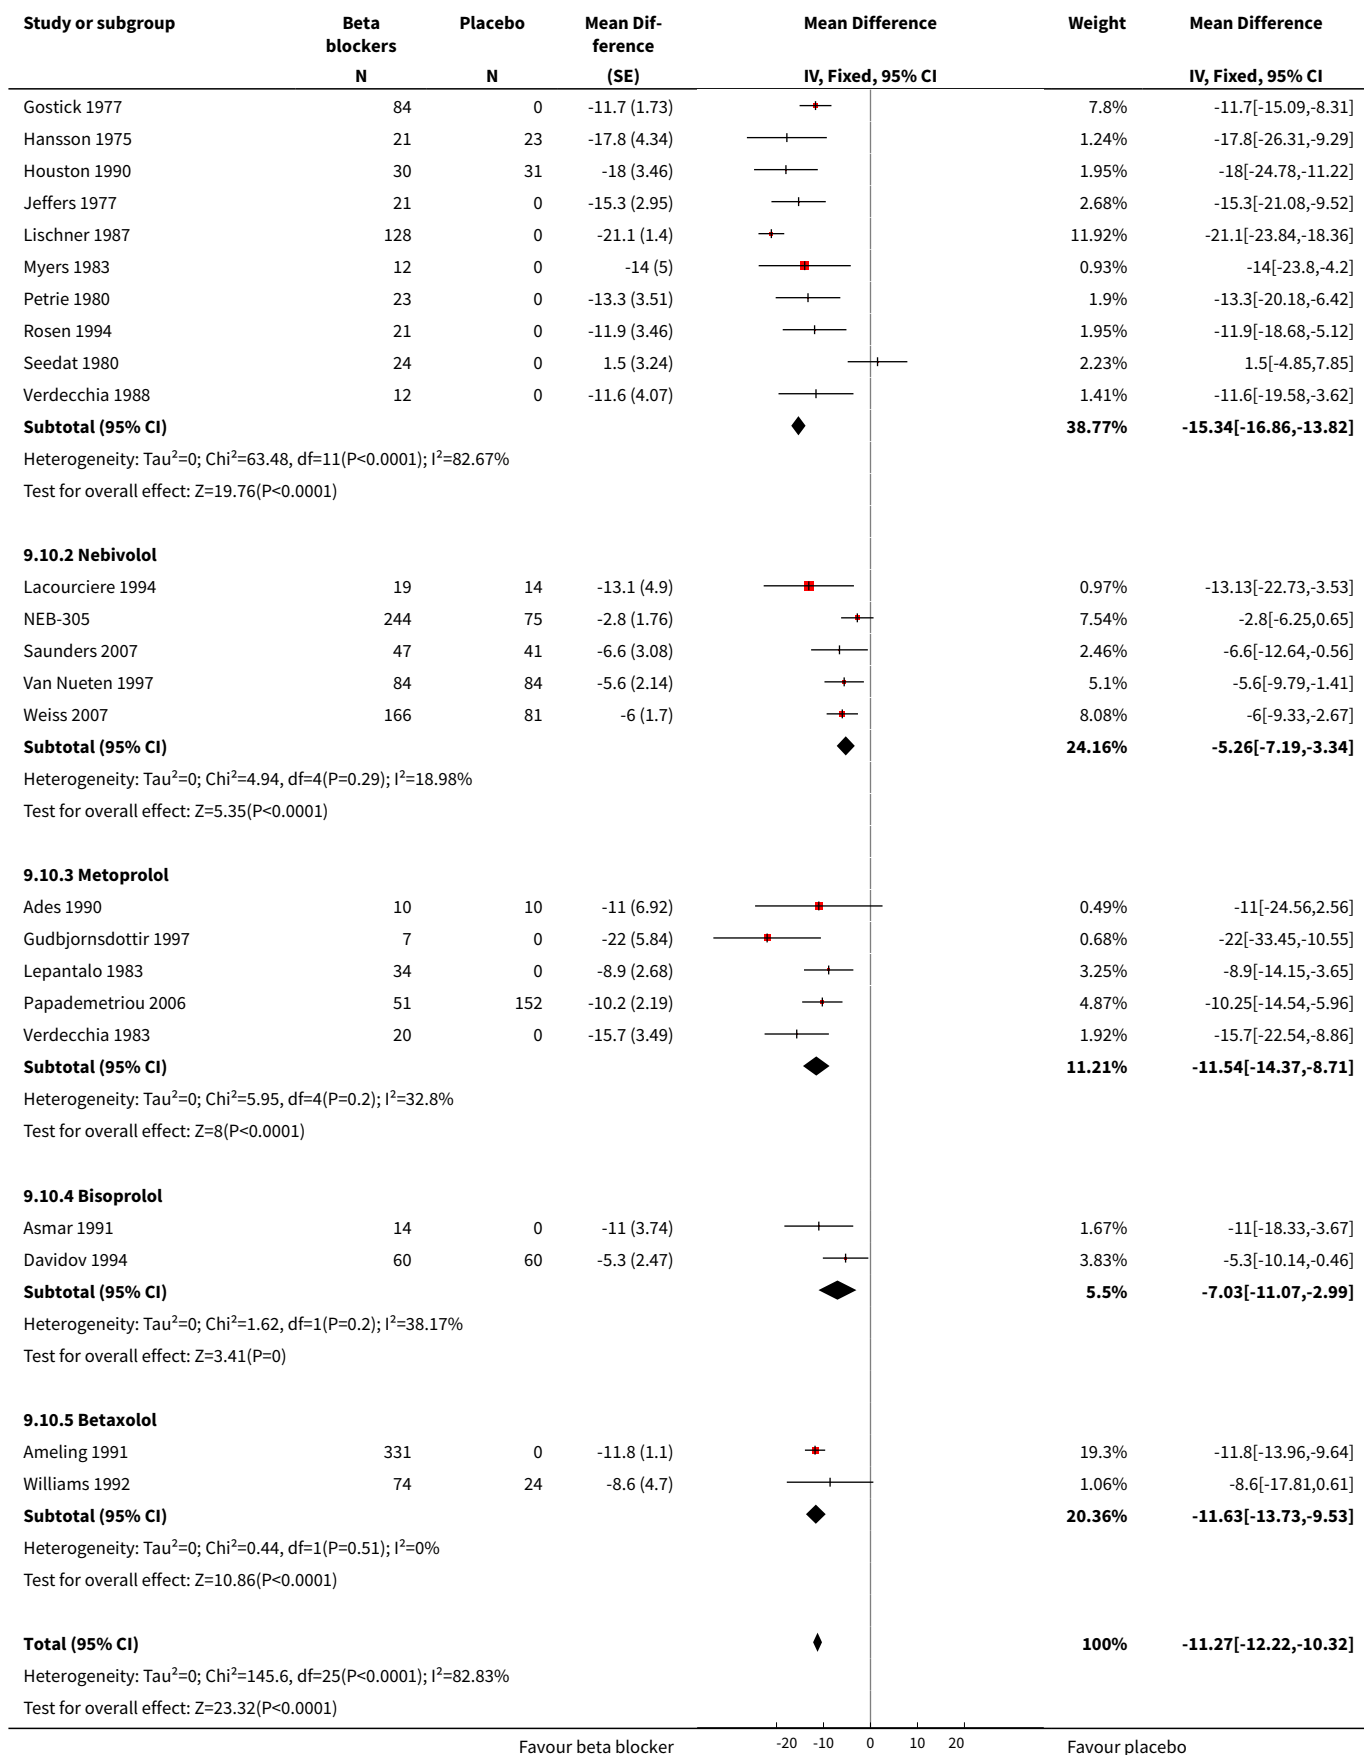 Study or subgroup Beta blockers Placebo Mean Dif-ference Mean Difference Weight Mean Difference
N N (SE) IV, Fixed, 95% CI IV, Fixed, 95% CI
Gostick 1977 84 0 -11.7 (1.73) 7.8% -11.7[-15.09,-8.31]
Hansson 1975 21 23 -17.8 (4.34) 1.24% -17.8[-26.31,-9.29]
Houston 1990 30 31 -18 (3.46) 1.95% -18[-24.78,-11.22]
Jeffers 1977 21 0 -15.3 (2.95) 2.68% -15.3[-21.08,-9.52]
Lischner 1987 128 0 -21.1 (1.4) 11.92% -21.1[-23.84,-18.36]
Myers 1983 12 0 -14 (5) 0.93% -14[-23.8,-4.2]
Petrie 1980 23 0 -13.3 (3.51) 1.9% -13.3[-20.18,-6.42]
Rosen 1994 21 0 -11.9 (3.46) 1.95% -11.9[-18.68,-5.12]
Seedat 1980 24 0 1.5 (3.24) 2.23% 1.5[-4.85,7.85]
Verdecchia 1988 12 0 -11.6 (4.07) 1.41% -11.6[-19.58,-3.62]
Subtotal (95% CI) 38.77% -15.34[-16.86,-13.82]
Heterogeneity: Tau²=0; Chi²=63.48, df=11(P<0.0001); I²=82.67%
Test for overall effect: Z=19.76(P<0.0001)
9.10.2 Nebivolol
Lacourciere 1994 19 14 -13.1 (4.9) 0.97% -13.13[-22.73,-3.53]
NEB-305 244 75 -2.8 (1.76) 7.54% -2.8[-6.25,0.65]
Saunders 2007 47 41 -6.6 (3.08) 2.46% -6.6[-12.64,-0.56]
Van Nueten 1997 84 84 -5.6 (2.14) 5.1% -5.6[-9.79,-1.41]
Weiss 2007 166 81 -6 (1.7) 8.08% -6[-9.33,-2.67]
Subtotal (95% CI) 24.16% -5.26[-7.19,-3.34]
Heterogeneity: Tau²=0; Chi²=4.94, df=4(P=0.29); I²=18.98%
Test for overall effect: Z=5.35(P<0.0001)
9.10.3 Metoprolol
Ades 1990 10 10 -11 (6.92) 0.49% -11[-24.56,2.56]
Gudbjornsdottir 1997 7 0 -22 (5.84) 0.68% -22[-33.45,-10.55]
Lepantalo 1983 34 0 -8.9 (2.68) 3.25% -8.9[-14.15,-3.65]
Papademetriou 2006 51 152 -10.2 (2.19) 4.87% -10.25[-14.54,-5.96]
Verdecchia 1983 20 0 -15.7 (3.49) 1.92% -15.7[-22.54,-8.86]
Subtotal (95% CI) 11.21% -11.54[-14.37,-8.71]
Heterogeneity: Tau²=0; Chi²=5.95, df=4(P=0.2); I²=32.8%
Test for overall effect: Z=8(P<0.0001)
9.10.4 Bisoprolol
Asmar 1991 14 0 -11 (3.74) 1.67% -11[-18.33,-3.67]
Davidov 1994 60 60 -5.3 (2.47) 3.83% -5.3[-10.14,-0.46]
Subtotal (95% CI) 5.5% -7.03[-11.07,-2.99]
Heterogeneity: Tau²=0; Chi²=1.62, df=1(P=0.2); I²=38.17%
Test for overall effect: Z=3.41(P=0)
9.10.5 Betaxolol
Ameling 1991 331 0 -11.8 (1.1) 19.3% -11.8[-13.96,-9.64]
Williams 1992 74 24 -8.6 (4.7) 1.06% -8.6[-17.81,0.61]
Subtotal (95% CI) 20.36% -11.63[-13.73,-9.53]
Heterogeneity: Tau²=0; Chi²=0.44, df=1(P=0.51); I²=0%
Test for overall effect: Z=10.86(P<0.0001)
Total (95% CI) 100% -11.27[-12.22,-10.32]
Heterogeneity: Tau²=0; Chi²=145.6, df=25(P<0.0001); I²=82.83%
Test for overall effect: Z=23.32(P<0.0001)
Favour beta blocker -20 -10 0 10 20 Favour placebo